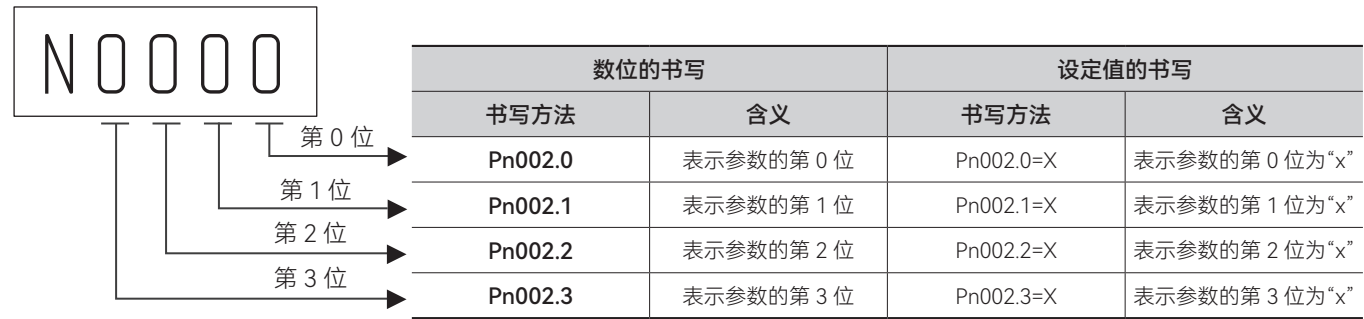 N0000
第 0 位
第 1 位
第 2 位
第 3 位
数位的书写 设定值的书写
书写方法 含义 书写方法 含义
Pn002.0 表示参数的第 0 位 Pn002.0=X 表示参数的第 0 位为“x”
Pn002.1 表示参数的第 1 位 Pn002.1=X 表示参数的第 1 位为“x”
Pn002.2 表示参数的第 2 位 Pn002.2=X 表示参数的第 2 位为“x”
Pn002.3 表示参数的第 3 位 Pn002.3=X 表示参数的第 3 位为“x”